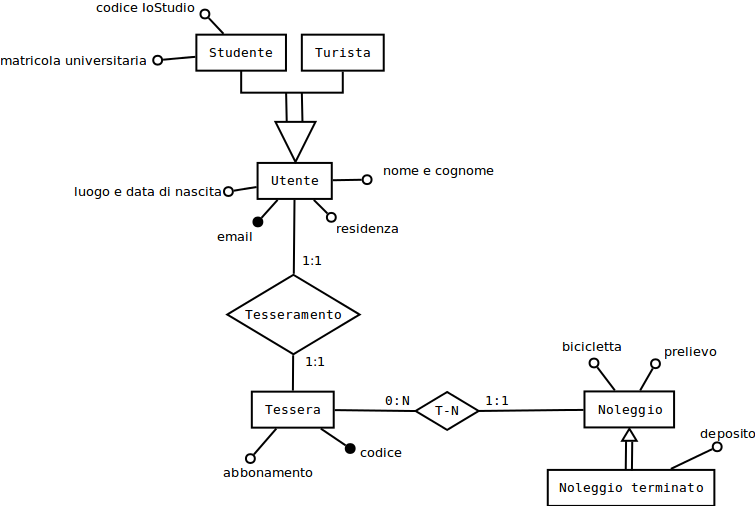 codice IoStudio
Studente
Turista
matricola universitaria
nome e cognome
Utente
luogo e data di nascita
residenza
email
1:1
Tesseramento
1:1
bicicletta
prelievo
0:N
1:1
Tessera
T-N
Noleggio
deposito
codice
abbonamento
Noleggio terminato